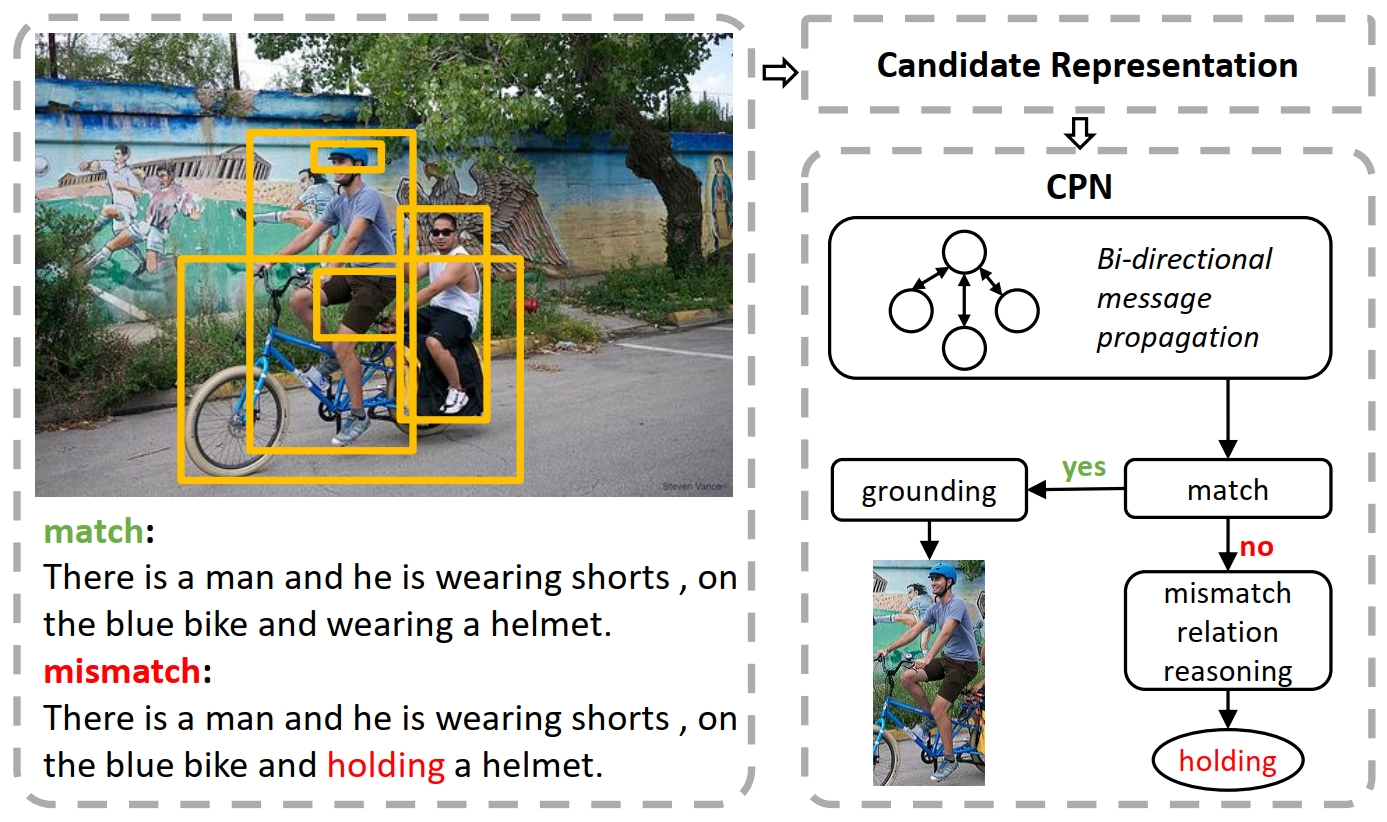 Steven Vance
match:
There is a man and he is wearing shorts , on
the blue bike and wearing a helmet.
mismatch:
There is a man and he is wearing shorts , on
the blue bike and holding a helmet.
Candidate Representation
CPN
Bi-directional
message
propagation
yes
grounding
match
no
mismatch
relation
reasoning
holding